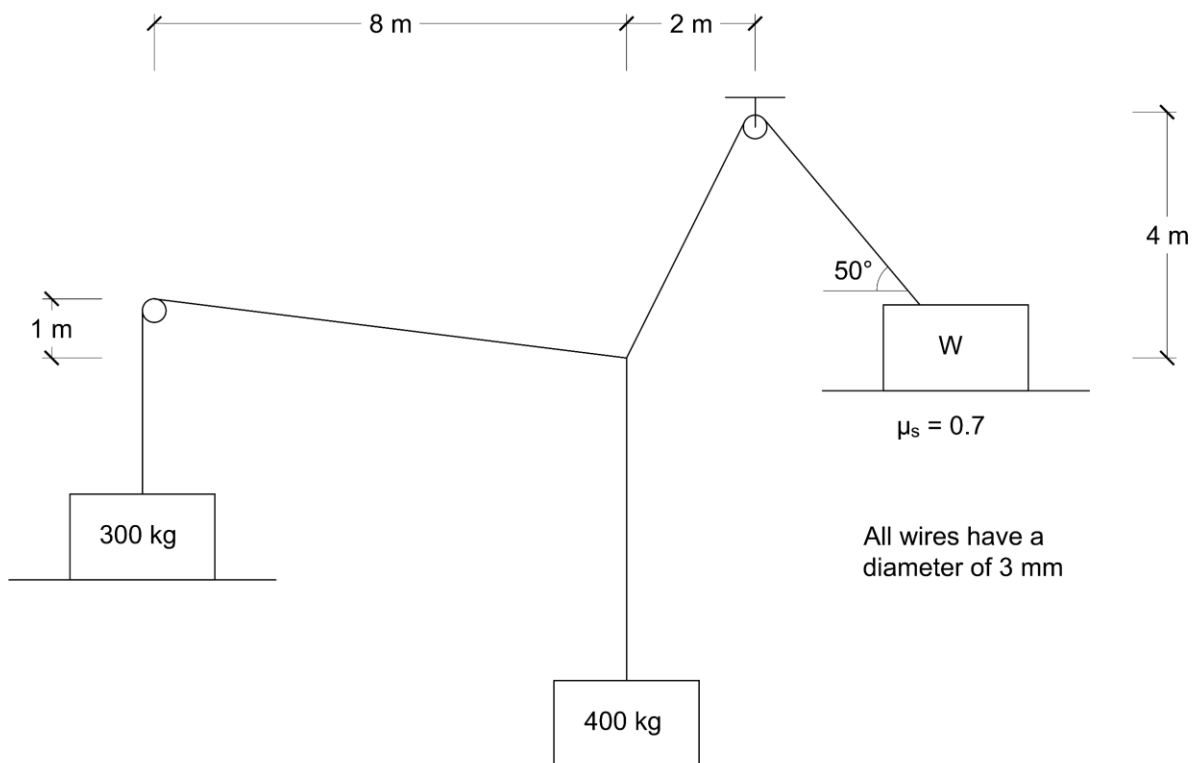 8 m
2 m
4 m
50°
1 m
W
μₛ = 0.7
300 kg
All wires have a
diameter of 3 mm
400 kg